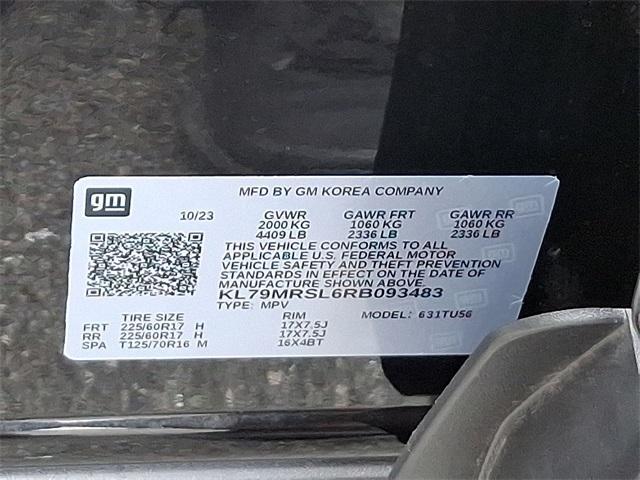 gm
MFD BY GM KOREA COMPANY
10/23 GVWR GAWR FRT GAWR RR
2000 KG 1060 KG 1060 KG
4409 LB 2336 LB 2336 LB
THIS VEHICLE CONFORMS TO ALL
APPLICABLE U.S. FEDERAL MOTOR
VEHICLE SAFETY AND THEFT PREVENTION
STANDARDS IN EFFECT ON THE DATE OF
MANUFACTURE SHOWN ABOVE.
KL79MRSL6RB093483
TYPE: MPV MODEL: 631TU56
TIRE SIZE RIM
FRT 225/60R17 H 17X7.5J
RR 225/60R17 H 17X7.5J
SPA T125/70R16 M 16X4BT